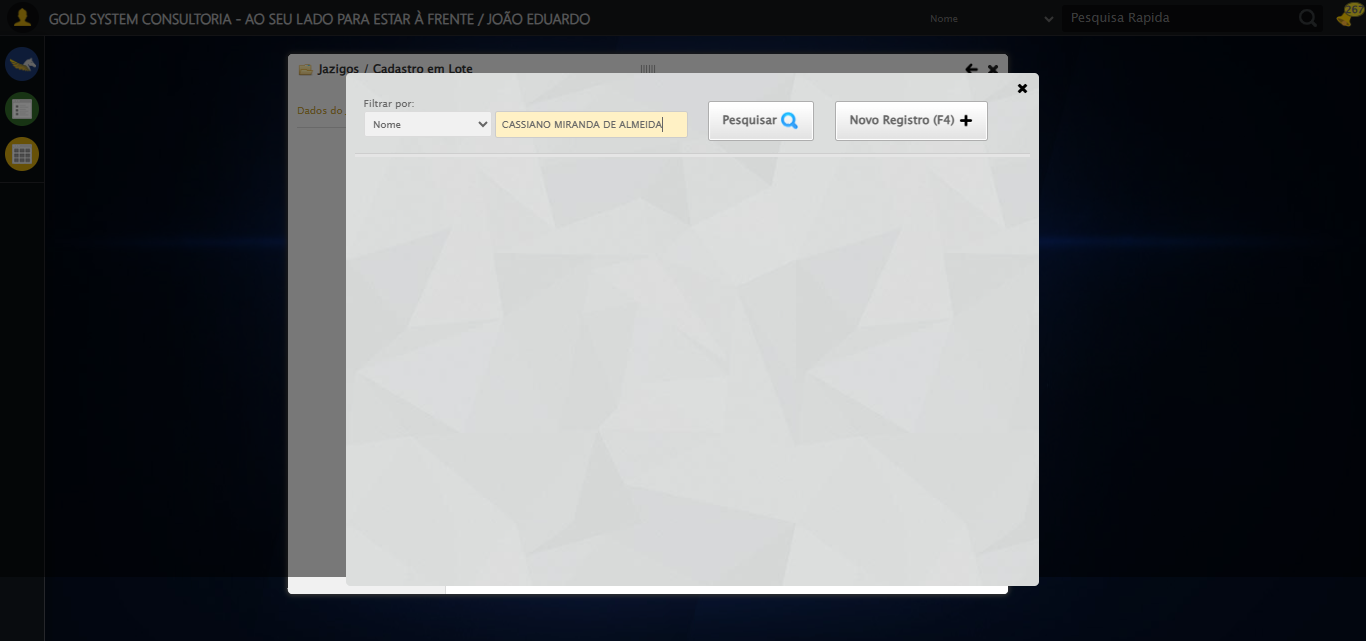 GOLD SYSTEM CONSULTORIA - AO SEU LADO PARA ESTAR À FRENTE / JOÃO EDUARDO
Nome
Pesquisa Rapida
267
Jazigos / Cadastro em Lote
Dados do
Filtrar por:
Nome
CASSIANO MIRANDA DE ALMEIDA
Pesquisar
Novo Registro (F4)